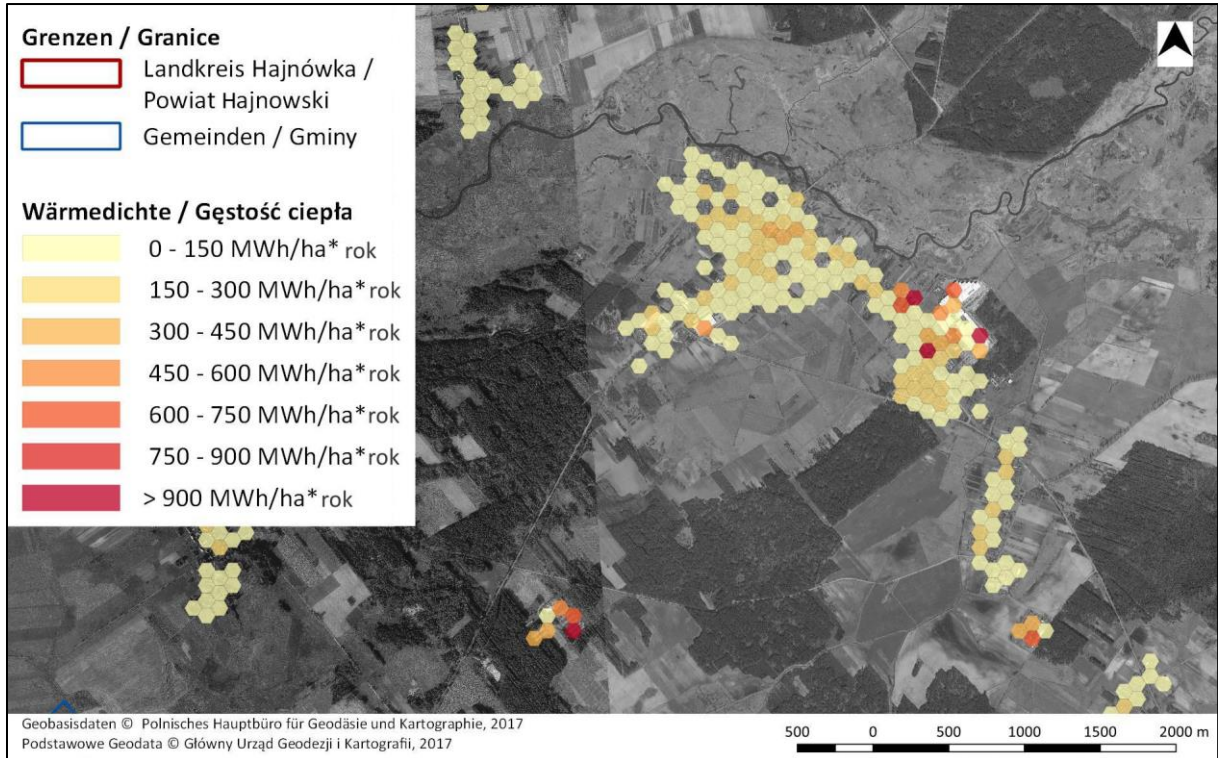 Grenzen / Granice
Landkreis Hajnówka /
Powiat Hajnowski
Gemeinden / Gminy
Wärmedichte / Gęstość ciepła
0 - 150 MWh/ha* rok
150 - 300 MWh/ha* rok
300 - 450 MWh/ha* rok
450 - 600 MWh/ha* rok
600 - 750 MWh/ha* rok
750 - 900 MWh/ha* rok
> 900 MWh/ha* rok
Geobasisdaten © Polnisches Hauptbüro für Geodäsie und Kartographie, 2017
Podstawowe Geodata © Główny Urząd Geodezji i Kartografii, 2017
500 0 500 1000 1500 2000 m